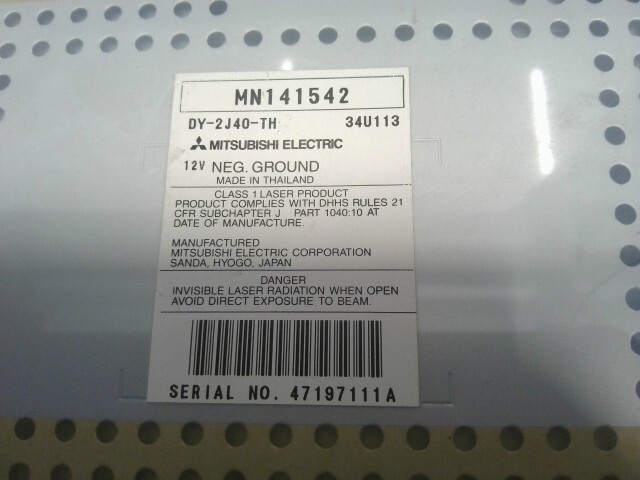 MN141542
DY-2J40-TH 34U113
MITSUBISHI ELECTRIC
12V NEG. GROUND
MADE IN THAILAND
CLASS 1 LASER PRODUCT
PRODUCT COMPLIES WITH DHHS RULES 21
CFR SUBCHAPTER J PART 1040:10 AT
DATE OF MANUFACTURE.
MANUFACTURED
MITSUBISHI ELECTRIC CORPORATION
SANDA, HYOGO, JAPAN
DANGER
INVISIBLE LASER RADIATION WHEN OPEN
AVOID DIRECT EXPOSURE TO BEAM.
SERIAL NO. 47197111A